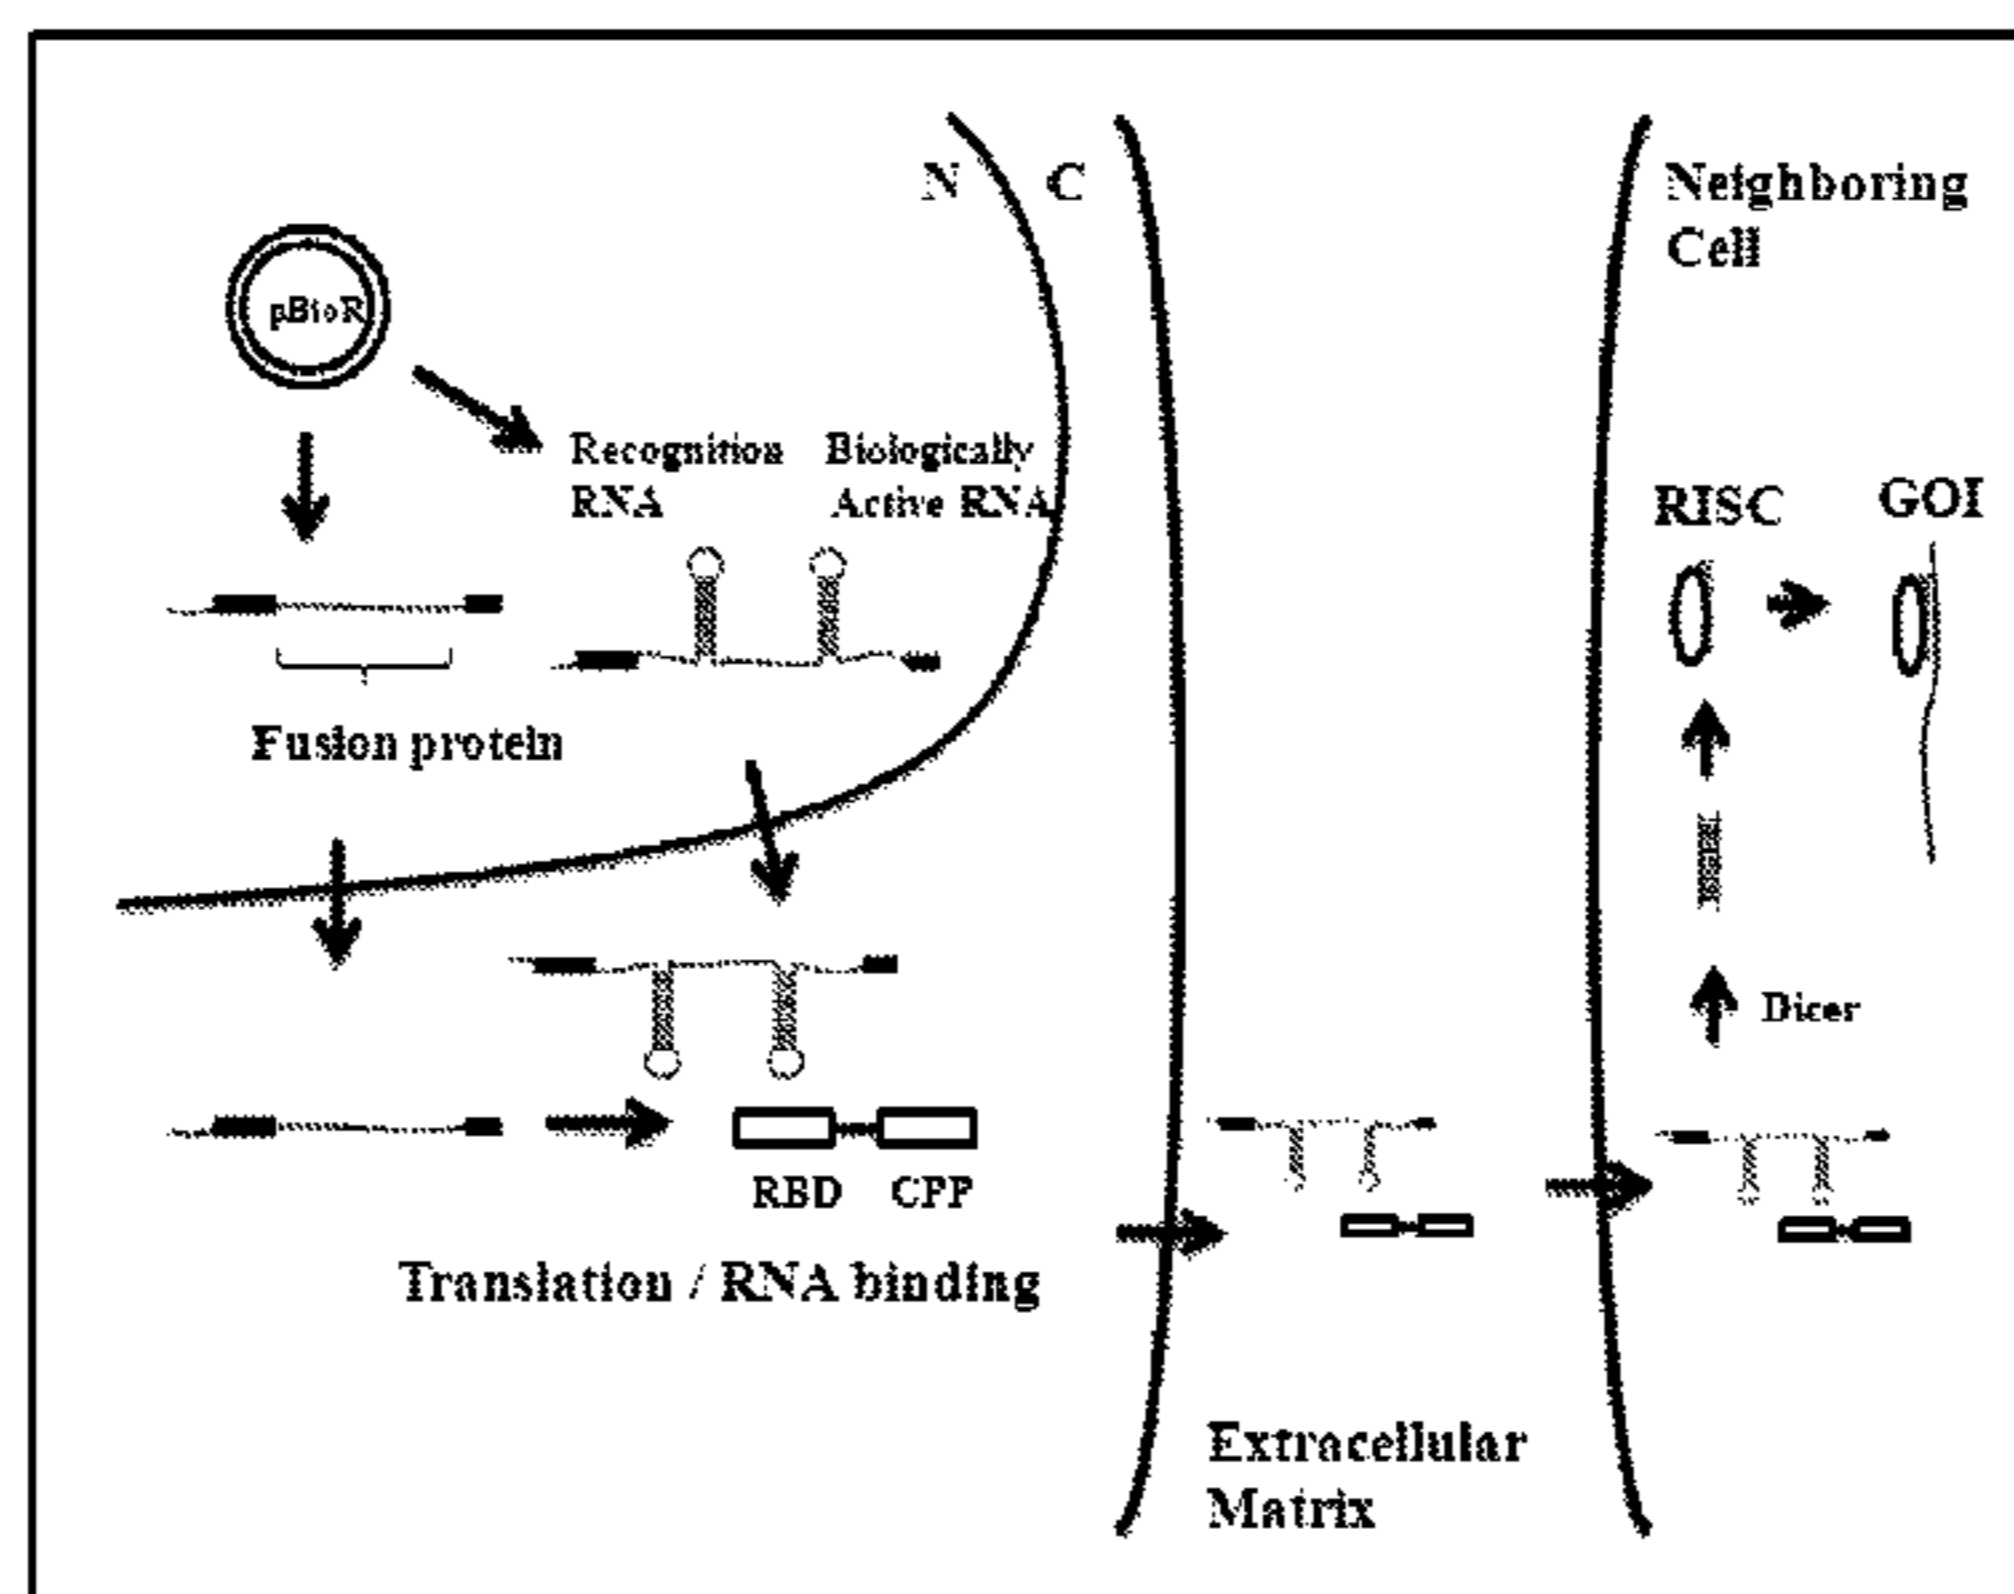 N C
Neighboring
Cell
pBioR
Recognition Biologically
RNA Active RNA
RISC GOI
Fusion protein
Dicer
RBD CPP
Translation / RNA binding
Extracellular
Matrix